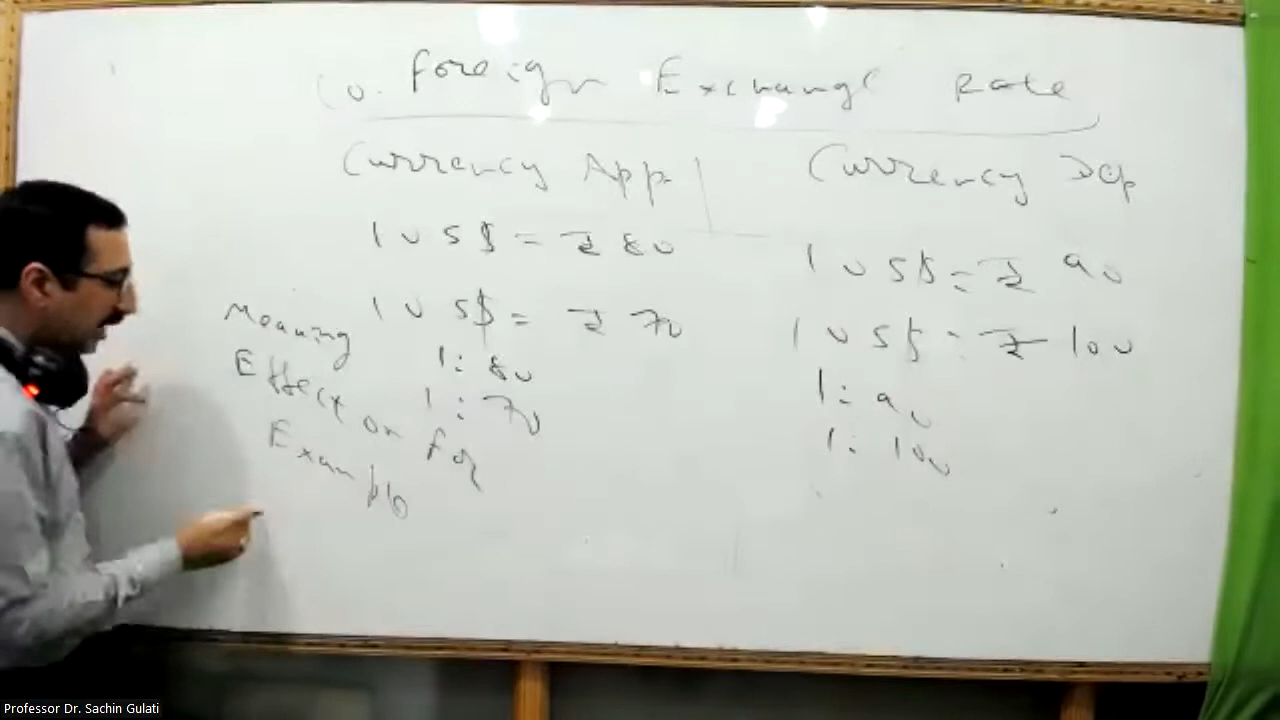 Foreign Exchange Rate
Currency App. Currency Dep
1 US $ = ₹ 80
1 US $ = ₹ 90
1 US $ = ₹ 70
1 US $ = ₹ 100
Meaning
1: 80
1: 90
Effect on for
1: 70
1: 100
Example
Professor Dr. Sachin Gulati